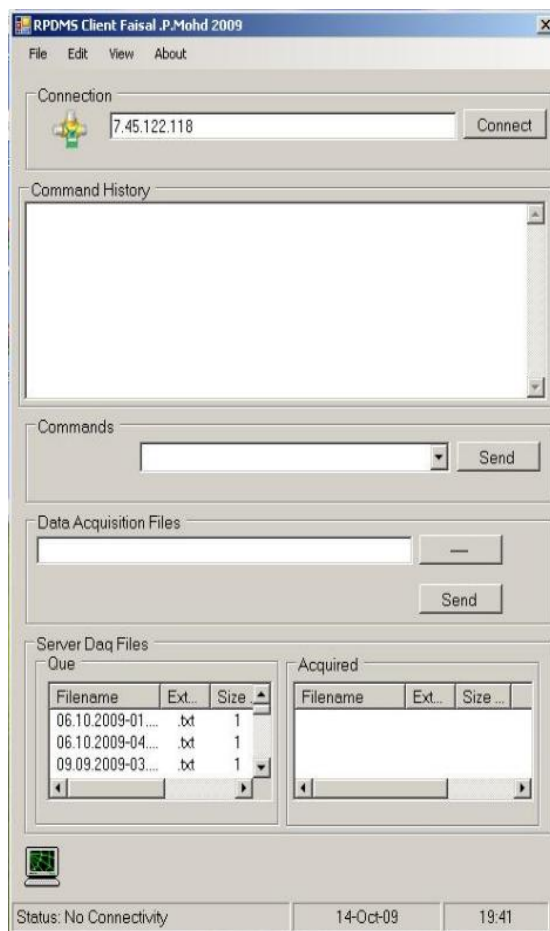 RPDMS Client Faisal .P.Mohd 2009
File Edit View About
Connection
7.45.122.118
Connect
Command History
Commands
Send
Data Acquisition Files
—
Send
Server Daq Files
Que
Filename Ext... Size
06.10.2009-01.... .txt 1
06.10.2009-04.... .txt 1
09.09.2009-03.... .txt 1
Acquired
Filename Ext... Size ...
Status: No Connectivity
14-Oct-09
19:41